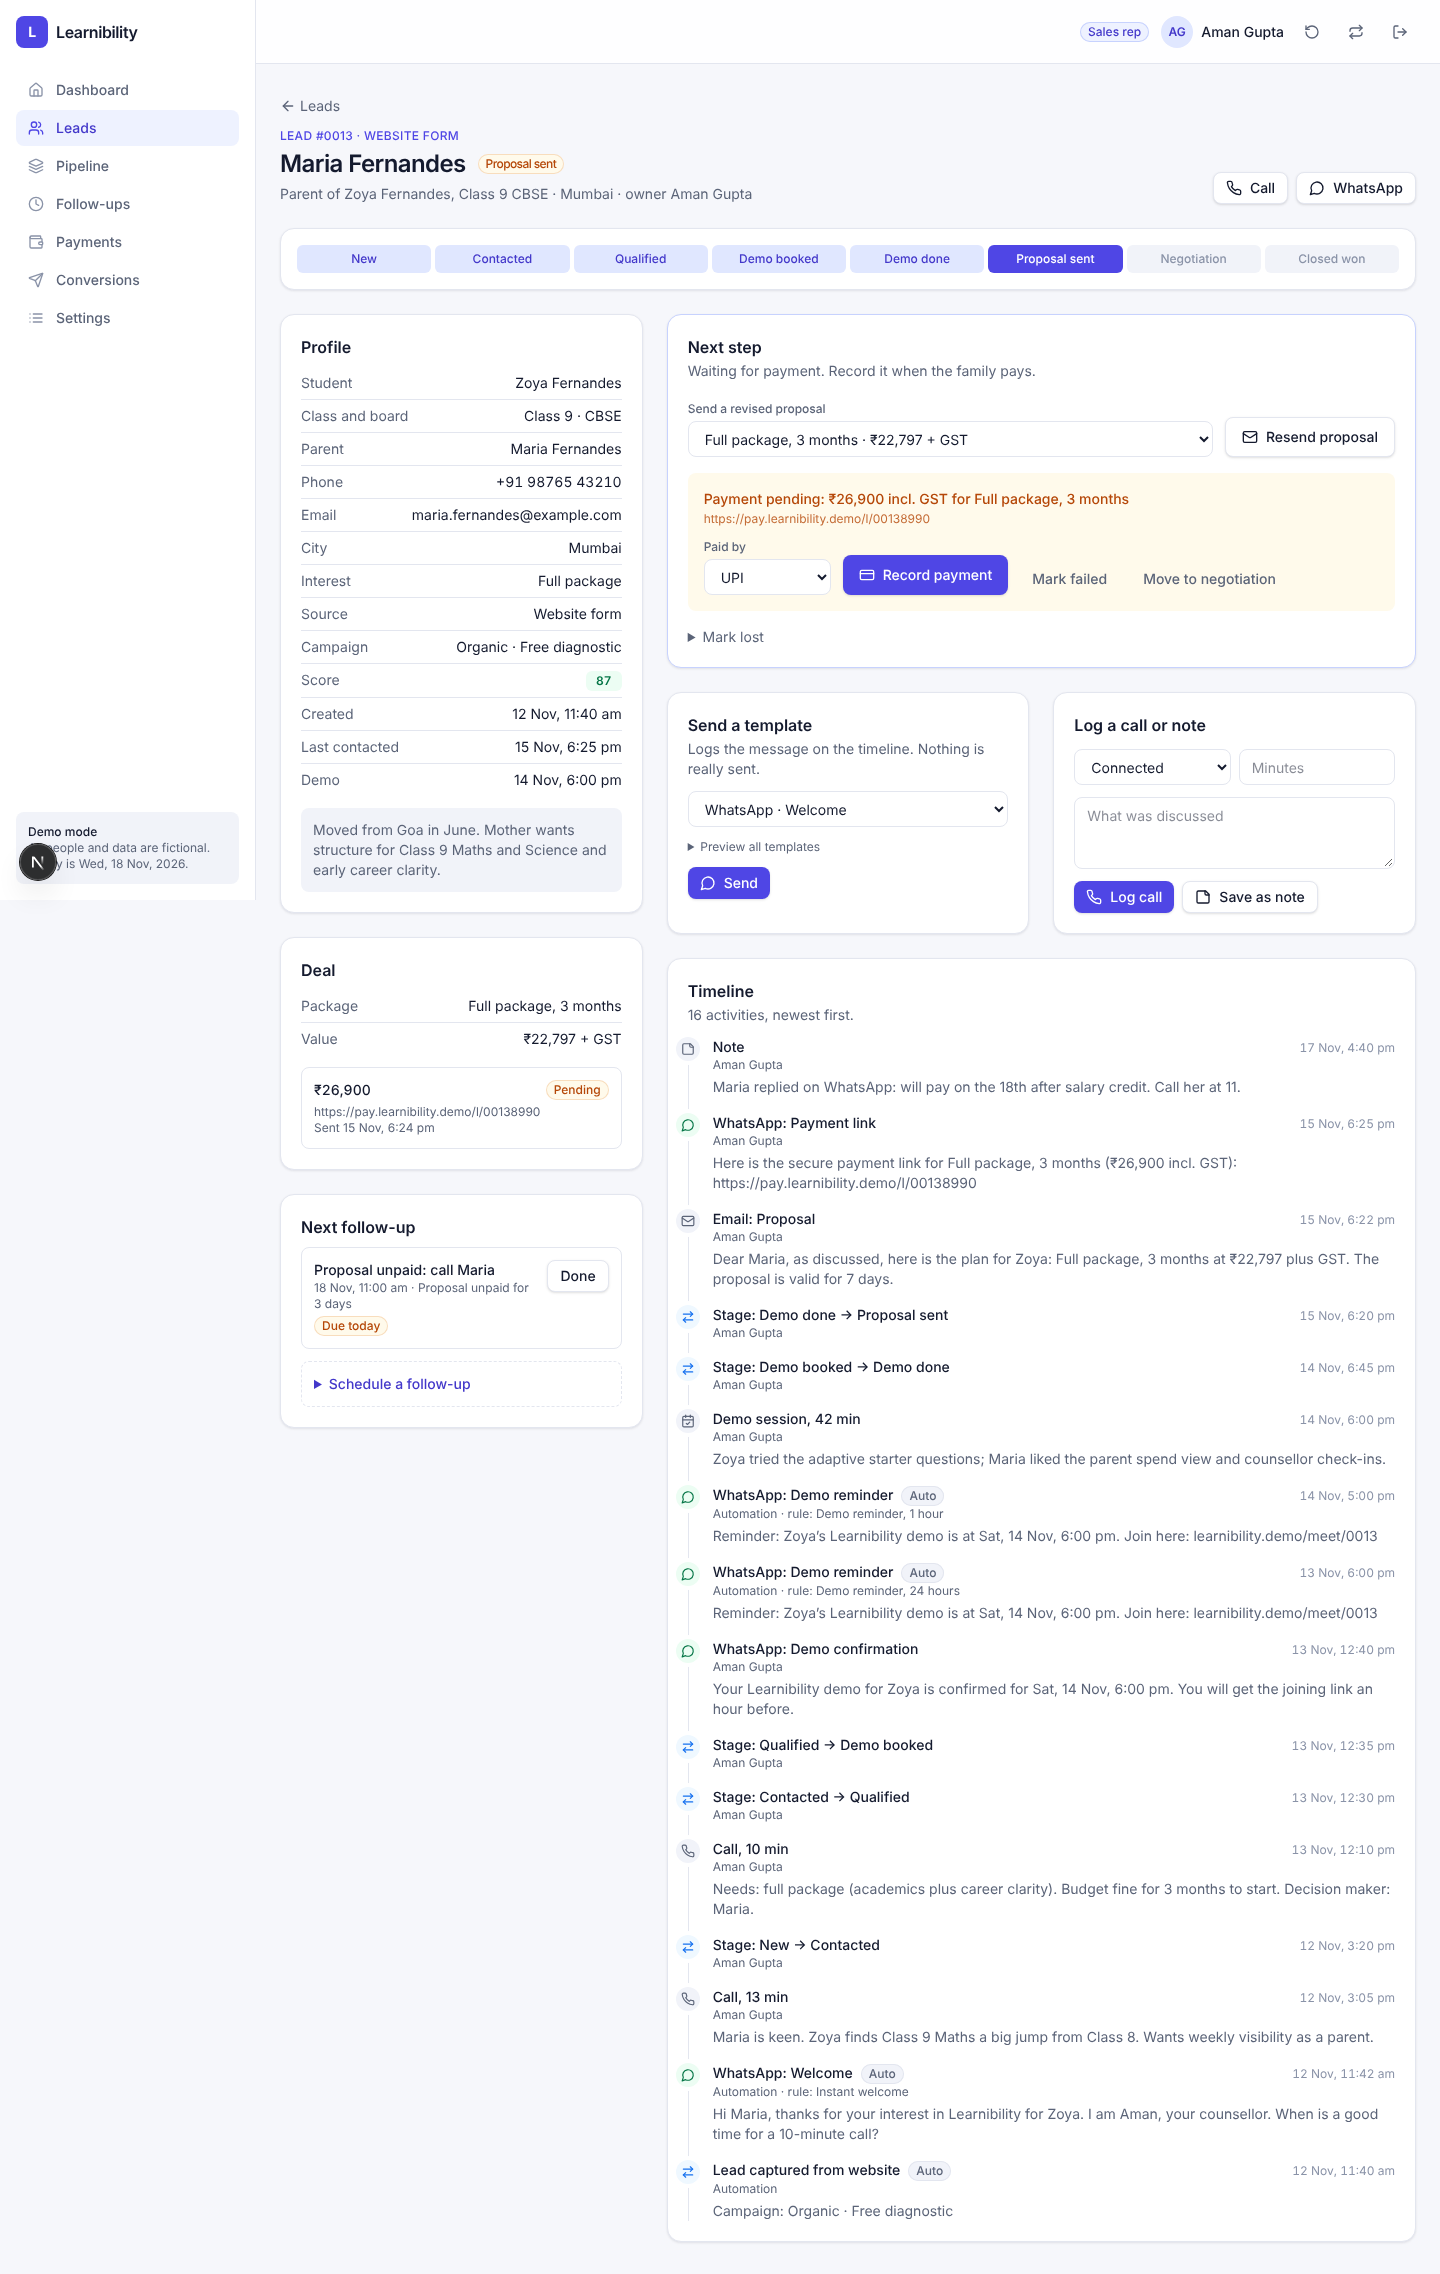 L Learnibility
Dashboard
Leads
Pipeline
Follow-ups
Payments
Conversions
Settings
Demo mode
people and data are fictional.
is Wed, 18 Nov, 2026.
N
Sales rep
AG
Aman Gupta
Leads
LEAD #0013 · WEBSITE FORM
Maria Fernandes Proposal sent
Parent of Zoya Fernandes, Class 9 CBSE · Mumbai · owner Aman Gupta
Call
WhatsApp
New
Contacted
Qualified
Demo booked
Demo done
Proposal sent
Negotiation
Closed won
Profile
Student Zoya Fernandes
Class and board Class 9 · CBSE
Parent Maria Fernandes
Phone +91 98765 43210
Email maria.fernandes@example.com
City Mumbai
Interest Full package
Source Website form
Campaign Organic · Free diagnostic
Score 87
Created 12 Nov, 11:40 am
Last contacted 15 Nov, 6:25 pm
Demo 14 Nov, 6:00 pm
Moved from Goa in June. Mother wants
structure for Class 9 Maths and Science and
early career clarity.
Deal
Package Full package, 3 months
Value ₹22,797 + GST
₹26,900 Pending
https://pay.learnibility.demo/l/00138990
Sent 15 Nov, 6:24 pm
Next follow-up
Proposal unpaid: call Maria
18 Nov, 11:00 am · Proposal unpaid for
3 days
Due today
Done
Schedule a follow-up
Next step
Waiting for payment. Record it when the family pays.
Send a revised proposal
Full package, 3 months · ₹22,797 + GST
Resend proposal
Payment pending: ₹26,900 incl. GST for Full package, 3 months
https://pay.learnibility.demo/l/00138990
Paid by
UPI
Record payment
Mark failed
Move to negotiation
Mark lost
Send a template
Logs the message on the timeline. Nothing is
really sent.
WhatsApp · Welcome
Preview all templates
Send
Log a call or note
Connected
Minutes
What was discussed
Log call
Save as note
Timeline
16 activities, newest first.
Note 17 Nov, 4:40 pm
Aman Gupta
Maria replied on WhatsApp: will pay on the 18th after salary credit. Call her at 11.
WhatsApp: Payment link 15 Nov, 6:25 pm
Aman Gupta
Here is the secure payment link for Full package, 3 months (₹26,900 incl. GST):
https://pay.learnibility.demo/l/00138990
Email: Proposal 15 Nov, 6:22 pm
Aman Gupta
Dear Maria, as discussed, here is the plan for Zoya: Full package, 3 months at ₹22,797 plus GST. The
proposal is valid for 7 days.
Stage: Demo done → Proposal sent 15 Nov, 6:20 pm
Aman Gupta
Stage: Demo booked → Demo done 14 Nov, 6:45 pm
Aman Gupta
Demo session, 42 min 14 Nov, 6:00 pm
Aman Gupta
Zoya tried the adaptive starter questions; Maria liked the parent spend view and counsellor check-ins.
WhatsApp: Demo reminder Auto 14 Nov, 5:00 pm
Automation · rule: Demo reminder, 1 hour
Reminder: Zoya’s Learnibility demo is at Sat, 14 Nov, 6:00 pm. Join here: learnibility.demo/meet/0013
WhatsApp: Demo reminder Auto 13 Nov, 6:00 pm
Automation · rule: Demo reminder, 24 hours
Reminder: Zoya’s Learnibility demo is at Sat, 14 Nov, 6:00 pm. Join here: learnibility.demo/meet/0013
WhatsApp: Demo confirmation 13 Nov, 12:40 pm
Aman Gupta
Your Learnibility demo for Zoya is confirmed for Sat, 14 Nov, 6:00 pm. You will get the joining link an
hour before.
Stage: Qualified → Demo booked 13 Nov, 12:35 pm
Aman Gupta
Stage: Contacted → Qualified 13 Nov, 12:30 pm
Aman Gupta
Call, 10 min 13 Nov, 12:10 pm
Aman Gupta
Needs: full package (academics plus career clarity). Budget fine for 3 months to start. Decision maker:
Maria.
Stage: New → Contacted 12 Nov, 3:20 pm
Aman Gupta
Call, 13 min 12 Nov, 3:05 pm
Aman Gupta
Maria is keen. Zoya finds Class 9 Maths a big jump from Class 8. Wants weekly visibility as a parent.
WhatsApp: Welcome Auto 12 Nov, 11:42 am
Automation · rule: Instant welcome
Hi Maria, thanks for your interest in Learnibility for Zoya. I am Aman, your counsellor. When is a good
time for a 10-minute call?
Lead captured from website Auto 12 Nov, 11:40 am
Automation
Campaign: Organic · Free diagnostic